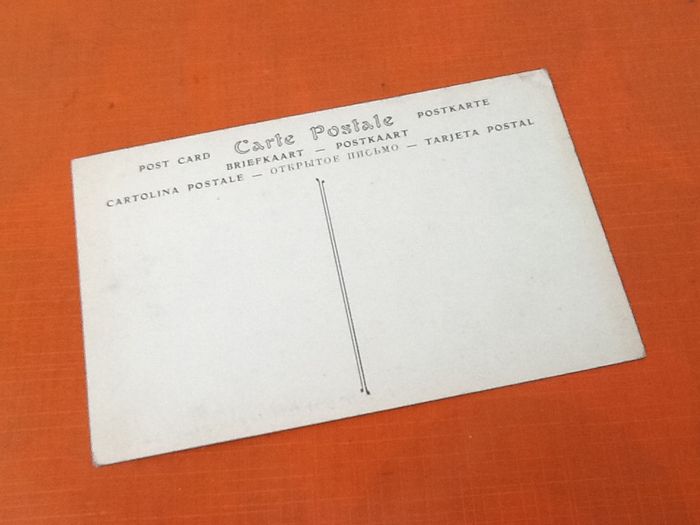 POST CARD Carte Postale POSTKARTE
BRIEFKAART — POSTKAART
CARTOLINA POSTALE — ОТКРЫТОЕ ПИСЬМО — TARJETA POSTAL